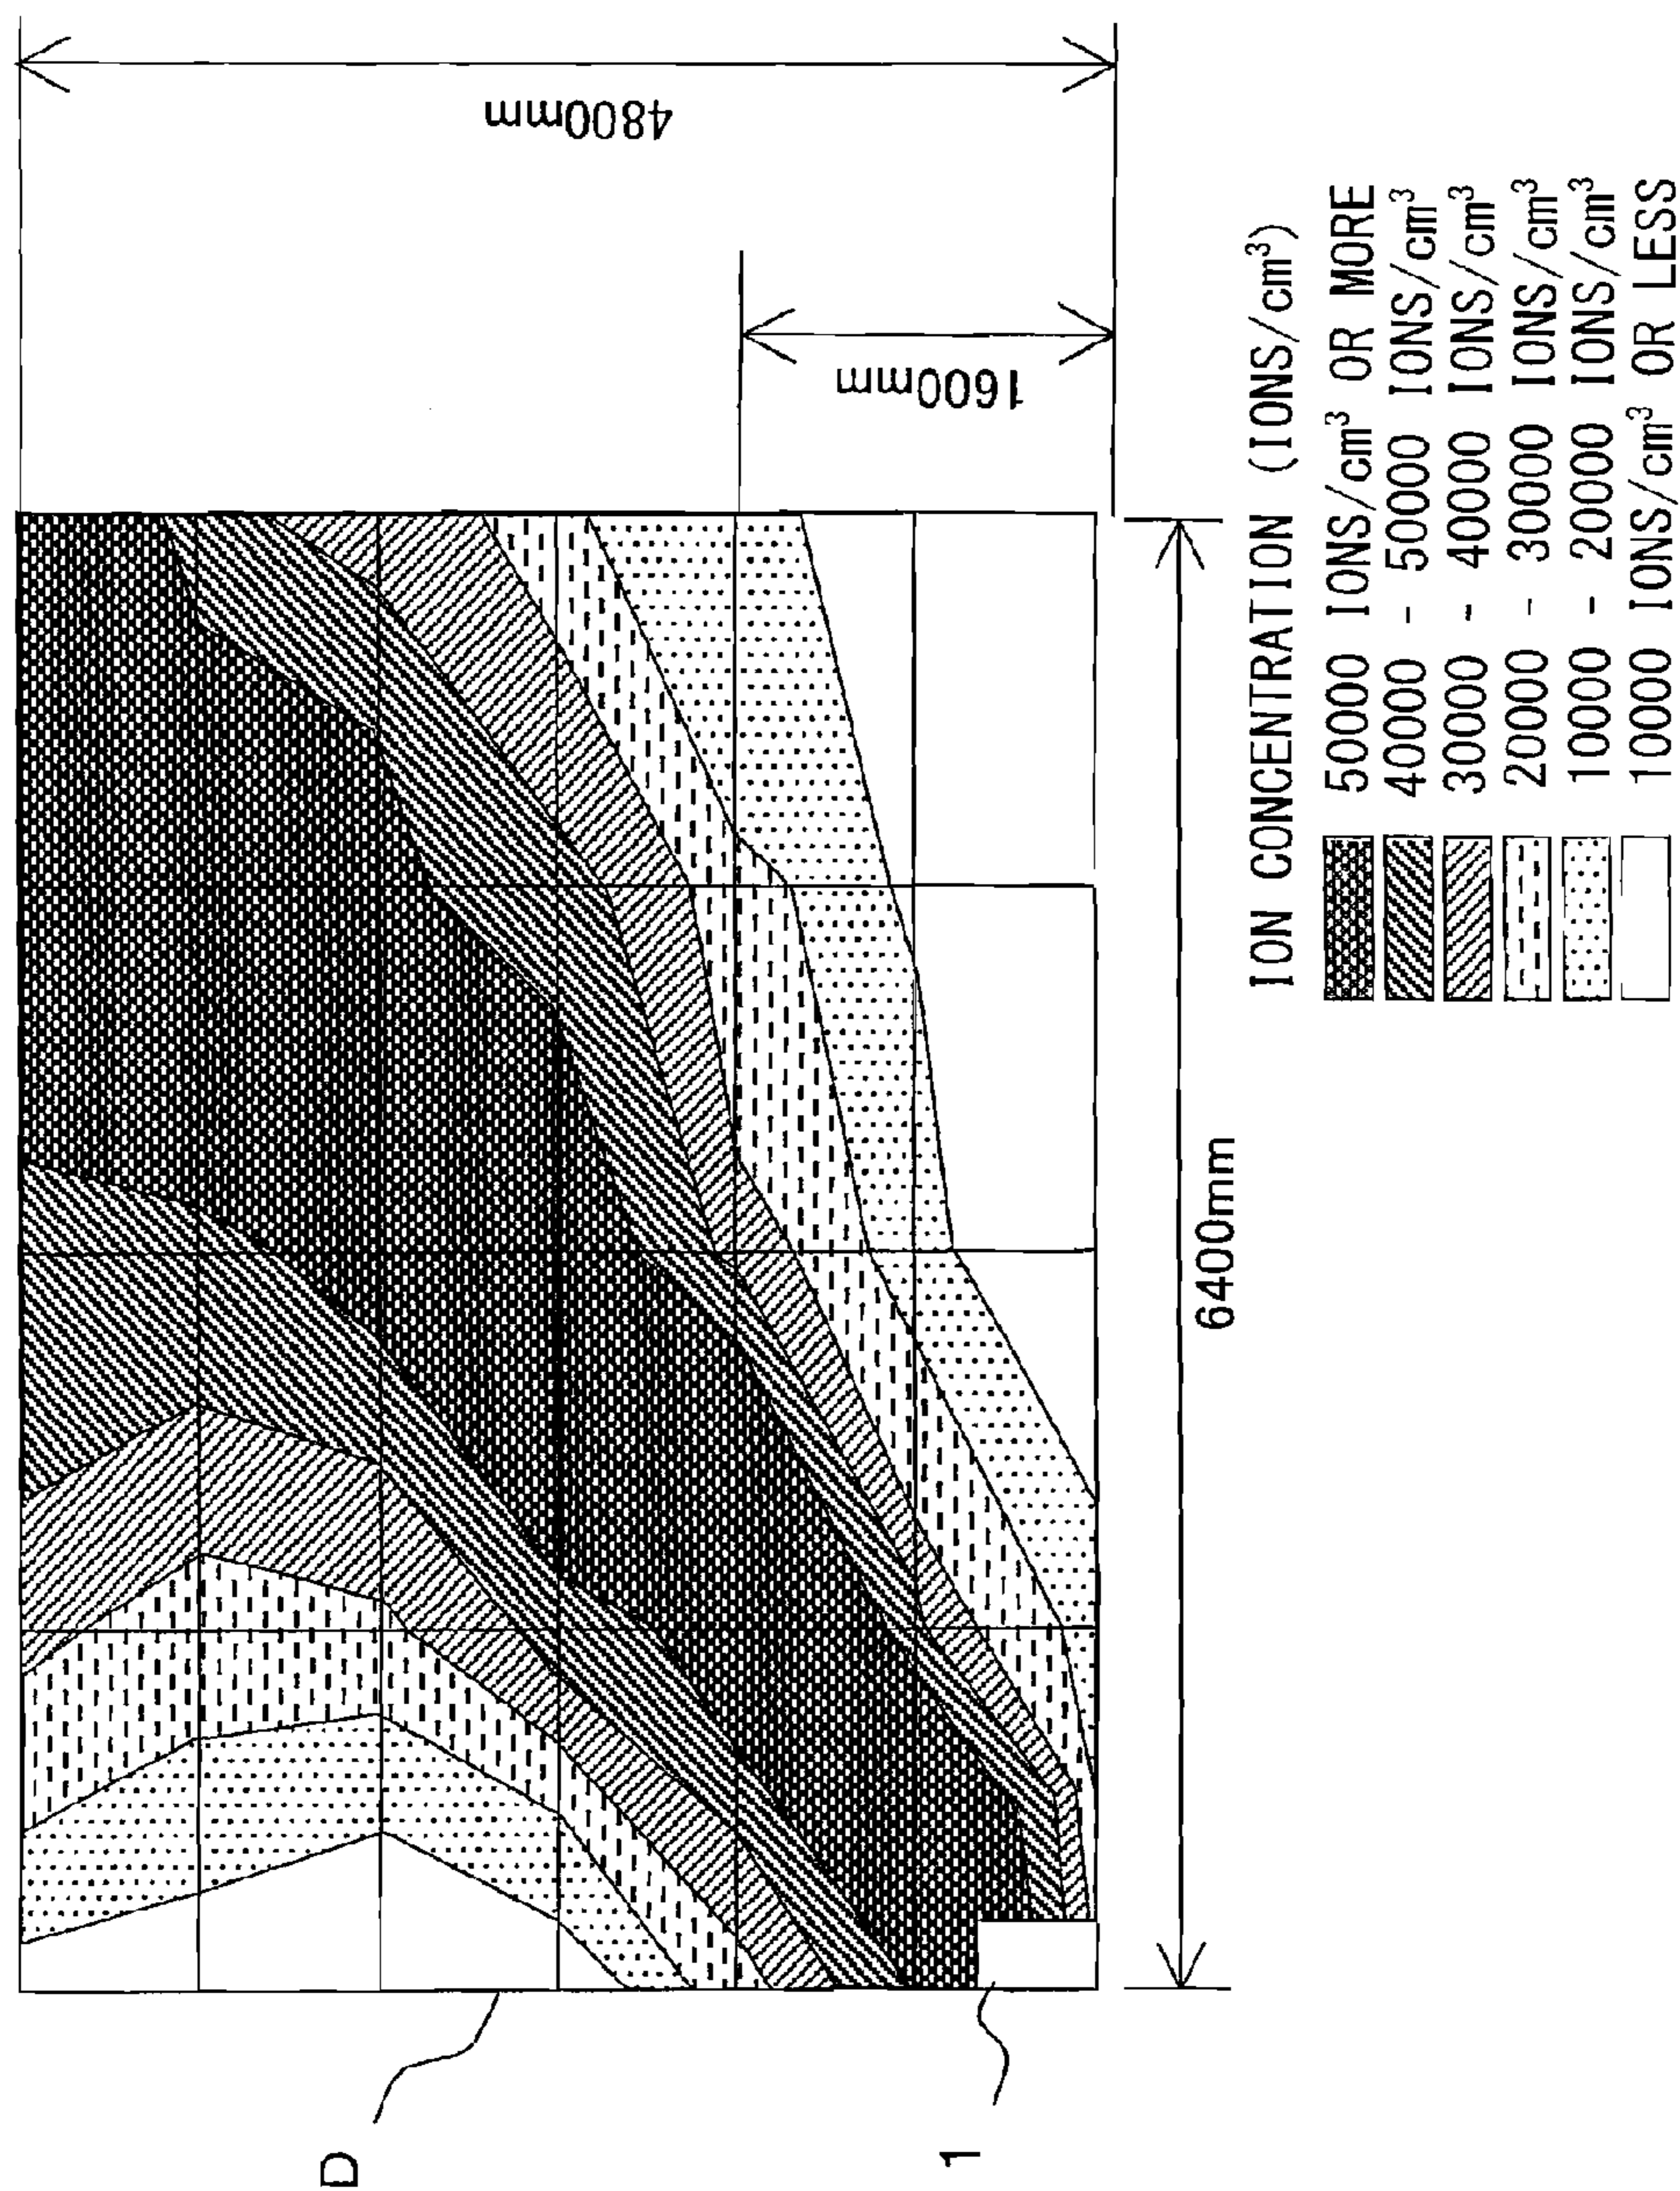 4800mm
1600mm
6400mm
D
1
ION CONCENTRATION (IONS/cm³)
50000 IONS/cm³ OR MORE
40000 - 50000 IONS/cm³
30000 - 40000 IONS/cm³
20000 - 30000 IONS/cm³
10000 - 20000 IONS/cm³
10000 IONS/cm³ OR LESS